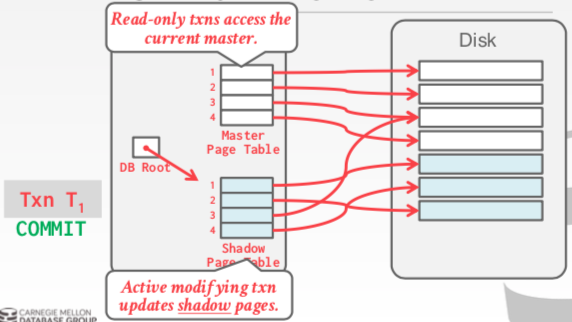 Read-only txns access the
current master.
Disk
1
2
3
4
Master
Page Table
DB Root
Txn T₁
COMMIT
1
2
3
4
Shadow
Page Table
Active modifying txn
updates shadow pages.
CARNEGIE MELLON
DATABASE GROUP